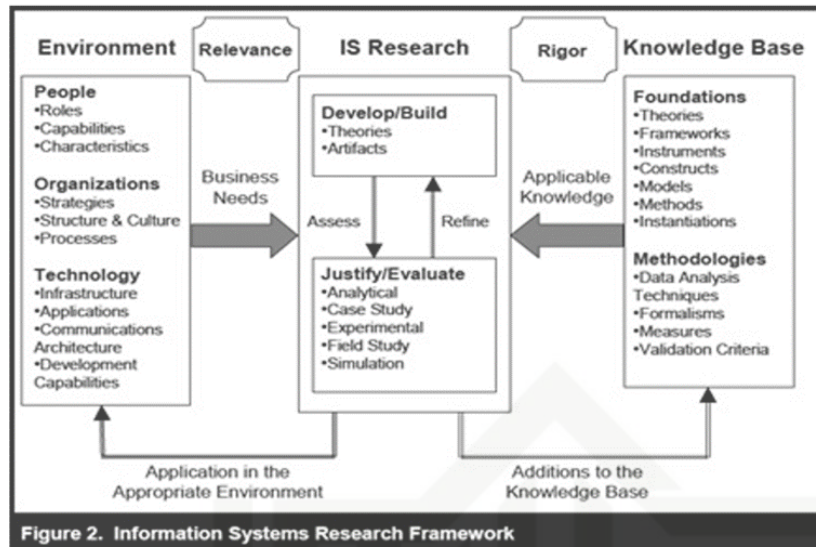 Environment
Relevance
IS Research
Rigor
Knowledge Base
People
•Roles
•Capabilities
•Characteristics
Organizations
•Strategies
•Structure & Culture
•Processes
Technology
•Infrastructure
•Applications
•Communications
Architecture
•Development
Capabilities
Business
Needs
Develop/Build
•Theories
•Artifacts
Assess
Refine
Justify/Evaluate
•Analytical
•Case Study
•Experimental
•Field Study
•Simulation
Applicable
Knowledge
Foundations
•Theories
•Frameworks
•Instruments
•Constructs
•Models
•Methods
•Instantiations
Methodologies
•Data Analysis
Techniques
•Formalisms
•Measures
•Validation Criteria
Application in the
Appropriate Environment
Additions to the
Knowledge Base
Figure 2. Information Systems Research Framework